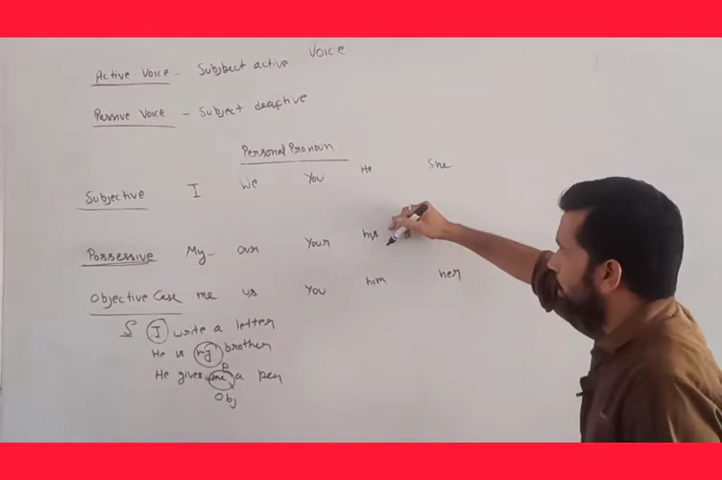 Voice
Active Voice - Subject active
Passive Voice - Subject deactive
Personal Pronoun
Subjective I We You He She
Possessive My- our Your his
Objective Case me us You him her
S I write a letter
He is my brother
P
He gives me a pen
Obj